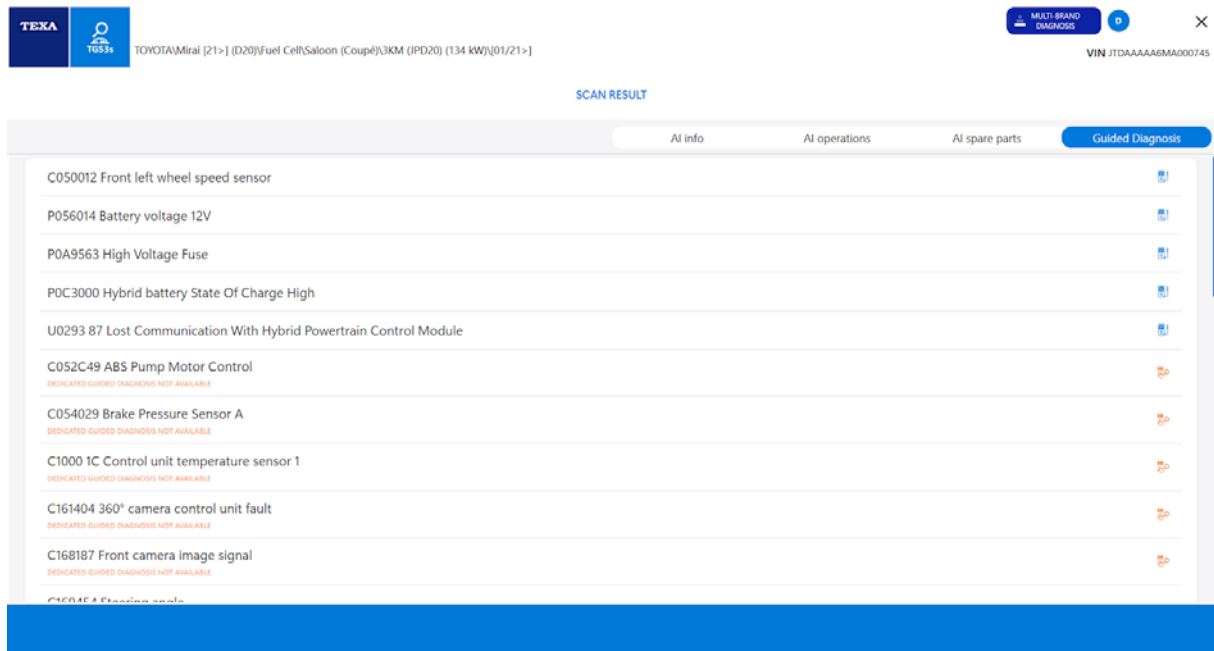 TEXA
TGS3s
TOYOTA\Mirai [21>] (D20)\Fuel Cell\Saloon (Coupé)\3KM (JPD20) (134 kW)\[01/21>]
MULTI-BRAND
DIAGNOSIS
D
VIN JTDAAAAA6MA000745
SCAN RESULT
AI info
AI operations
AI spare parts
Guided Diagnosis
C050012 Front left wheel speed sensor
P056014 Battery voltage 12V
P0A9563 High Voltage Fuse
P0C3000 Hybrid battery State Of Charge High
U0293 87 Lost Communication With Hybrid Powertrain Control Module
C052C49 ABS Pump Motor Control
DEDICATED GUIDED DIAGNOSIS NOT AVAILABLE
C054029 Brake Pressure Sensor A
DEDICATED GUIDED DIAGNOSIS NOT AVAILABLE
C1000 1C Control unit temperature sensor 1
DEDICATED GUIDED DIAGNOSIS NOT AVAILABLE
C161404 360° camera control unit fault
DEDICATED GUIDED DIAGNOSIS NOT AVAILABLE
C168187 Front camera image signal
DEDICATED GUIDED DIAGNOSIS NOT AVAILABLE
Steering angle